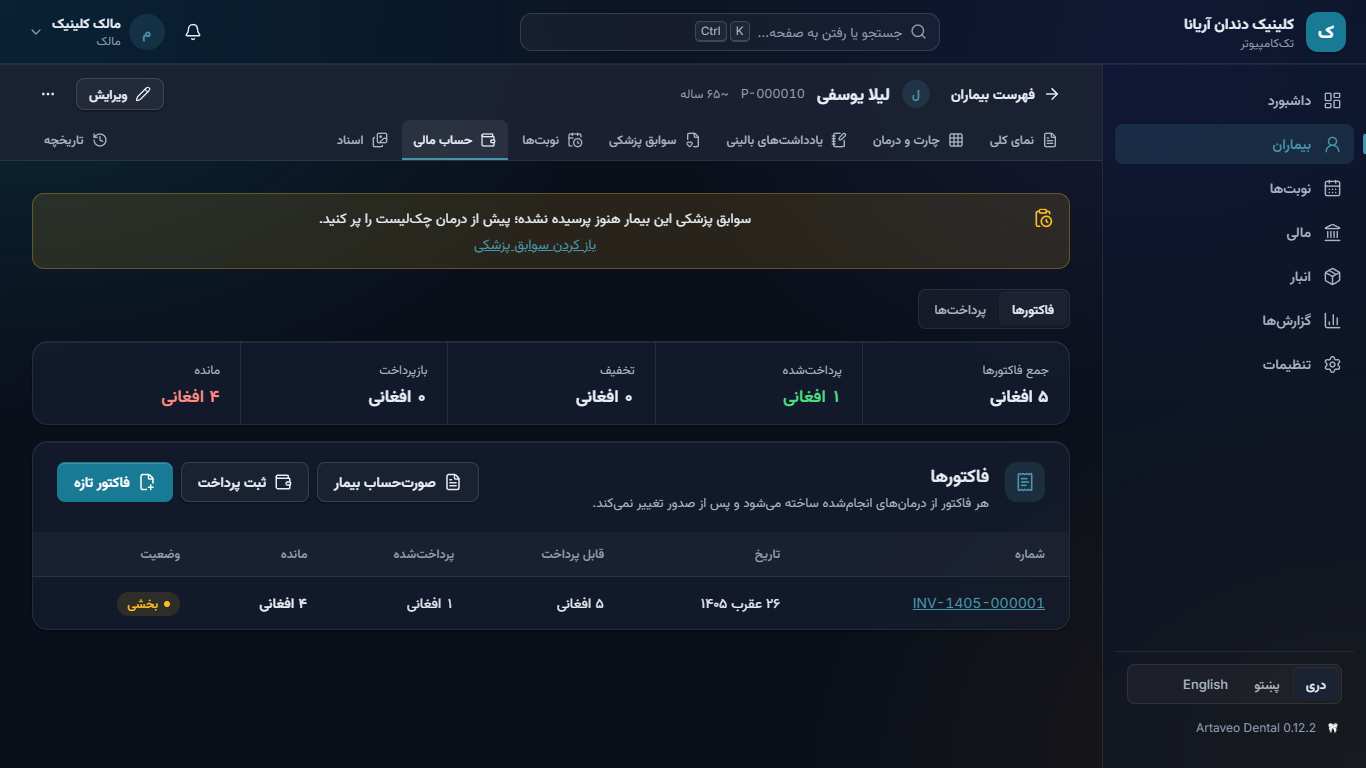 کلینیک دندان آریانا
تک‌کامپیوتر
ک
جستجو یا رفتن به صفحه... Ctrl K
مالک کلینیک
مالک
م
داشبورد
بیماران
نوبت‌ها
مالی
انبار
گزارش‌ها
تنظیمات
دری پښتو English
Artaveo Dental 0.12.2
فهرست بیماران ل لیلا یوسفی P-000010 ~۶۵ ساله
ویرایش
نمای کلی چارت و درمان یادداشت‌های بالینی سوابق پزشکی نوبت‌ها حساب مالی اسناد تاریخچه
سوابق پزشکی این بیمار هنوز پرسیده نشده؛ پیش از درمان چک‌لیست را پر کنید.
باز کردن سوابق پزشکی
فاکتورها پرداخت‌ها
جمع فاکتورها پرداخت‌شده تخفیف بازپرداخت مانده
۵ افغانی ۱ افغانی ۰ افغانی ۰ افغانی ۴ افغانی
فاکتورها
هر فاکتور از درمان‌های انجام‌شده ساخته می‌شود و پس از صدور تغییر نمی‌کند.
صورت‌حساب بیمار ثبت پرداخت فاکتور تازه
شماره تاریخ قابل پرداخت پرداخت‌شده مانده وضعیت
INV-1405-000001 ۲۶ عقرب ۱۴۰۵ ۵ افغانی ۱ افغانی ۴ افغانی بخشی